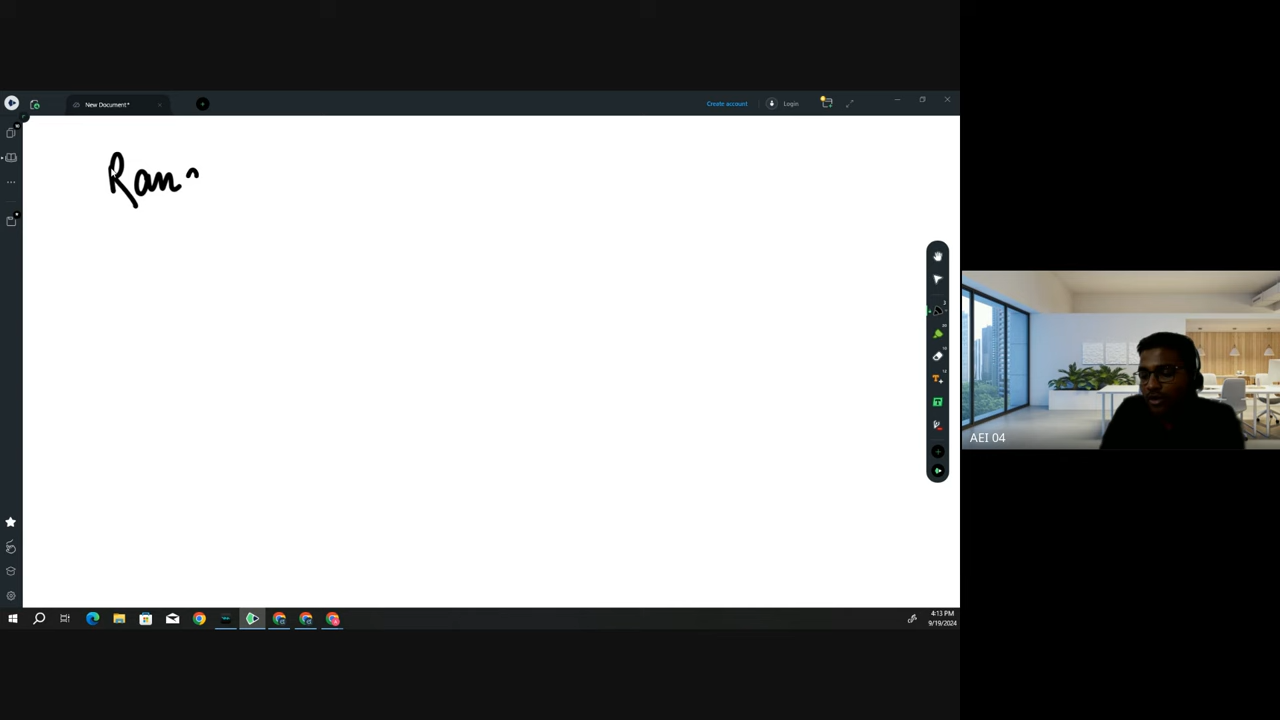 New Document*
Create account
Login
Ran
AEI 04
4:13 PM
9/19/2024